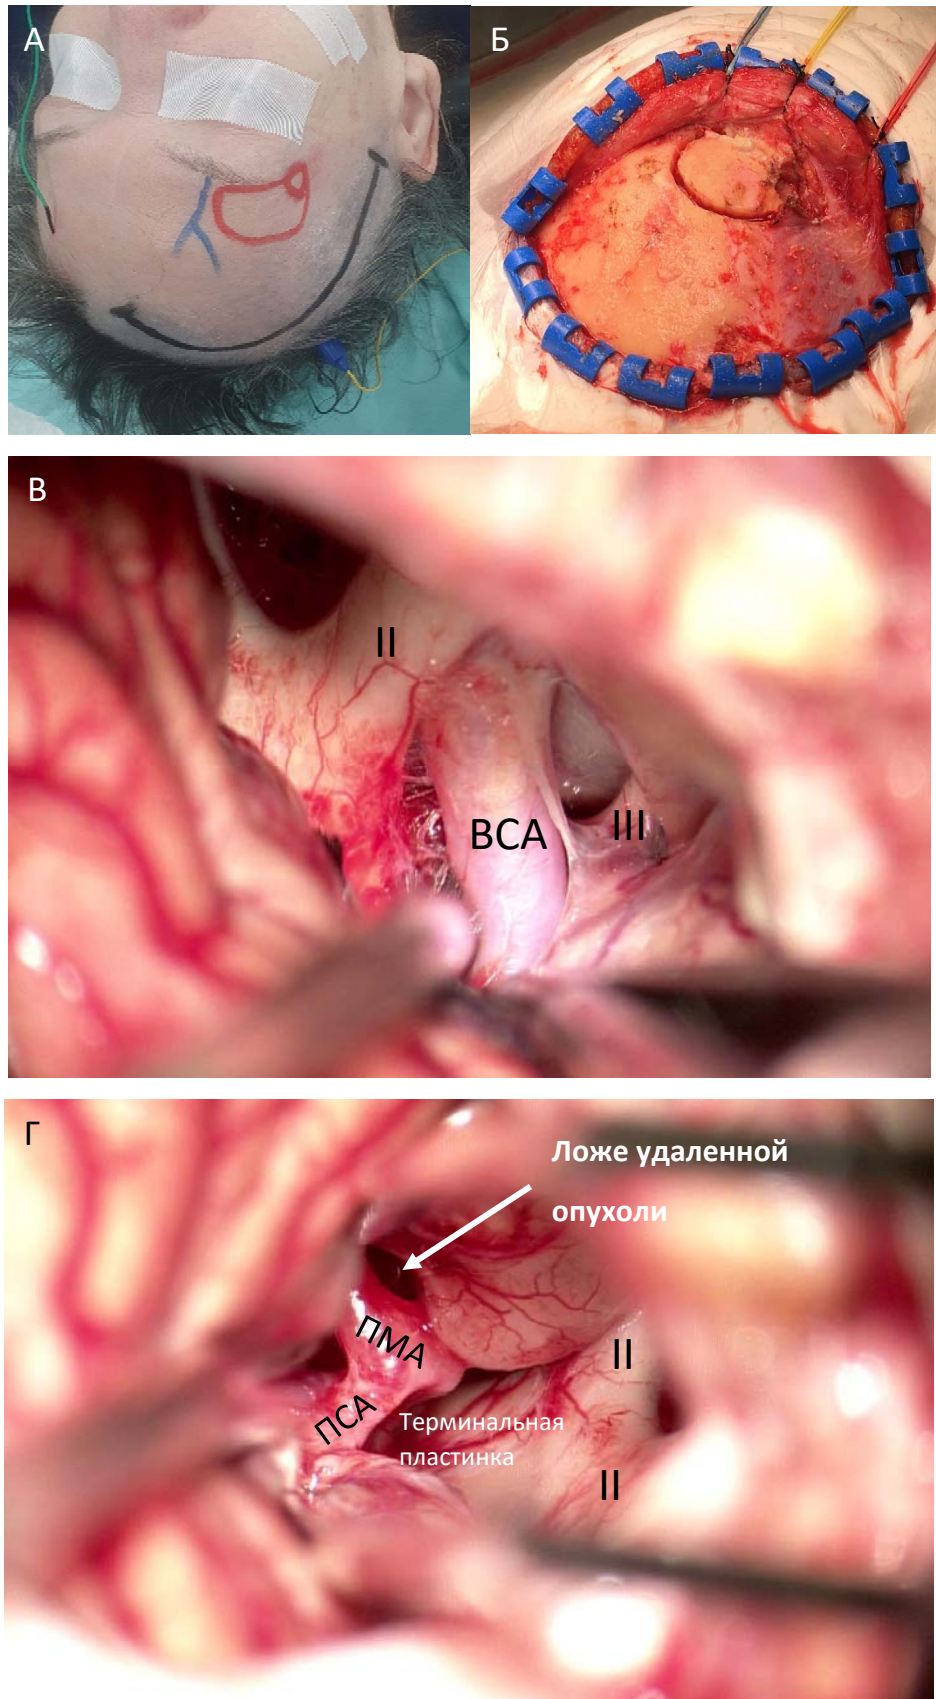 А
Б
В
II
ВСА
III
Г
Ложе удаленной
опухоли
ПМА
II
ПСА
Терминальная
пластинка
II